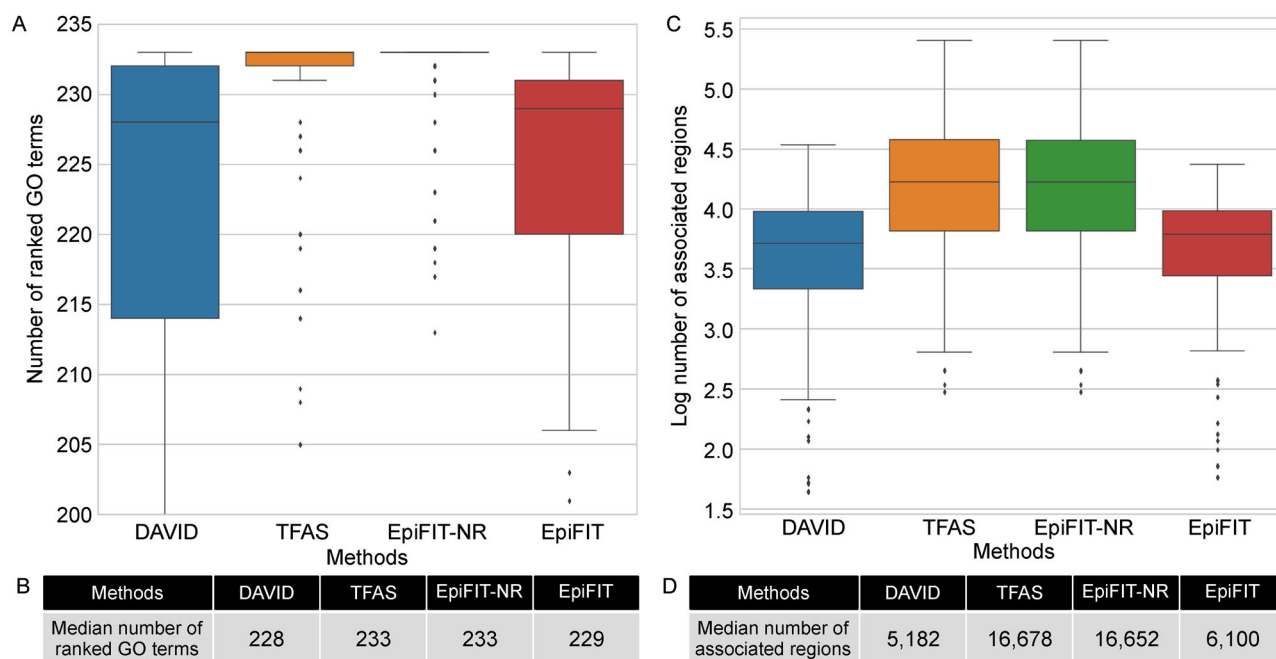 A
Number of ranked GO terms
235
230
225
220
215
210
205
200
DAVID TFAS EpiFIT-NR EpiFIT
Methods
B
Methods DAVID TFAS EpiFIT-NR EpiFIT
Median number of
ranked GO terms 228 233 233 229
C
Log number of associated regions
5.5
5.0
4.5
4.0
3.5
3.0
2.5
2.0
1.5
DAVID TFAS EpiFIT-NR EpiFIT
Methods
D
Methods DAVID TFAS EpiFIT-NR EpiFIT
Median number of
associated regions 5,182 16,678 16,652 6,100